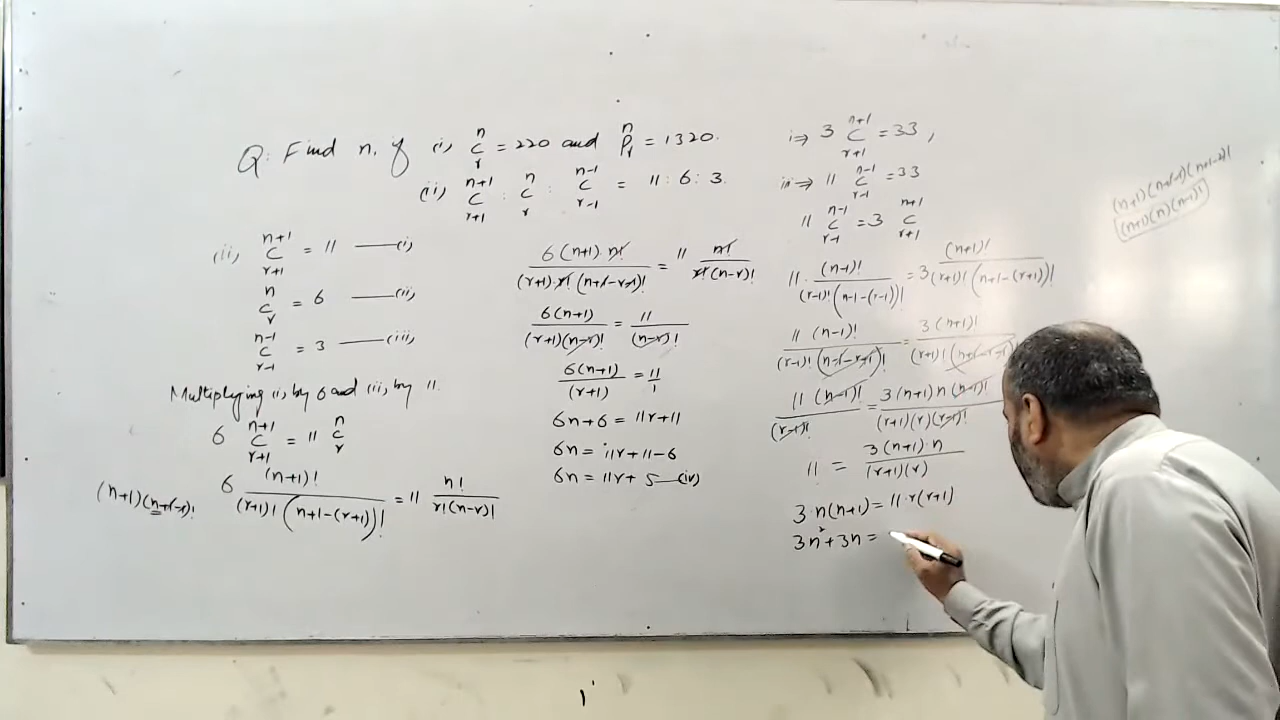 Q: Find n, if (i) ⁿCᵣ = 220 and ⁿPᵣ = 1320.
(ii) ⁿ⁺¹Cᵣ₊₁ : ⁿCᵣ : ⁿ⁻¹Cᵣ₋₁ = 11 : 6 : 3.
(ii) ⁿ⁺¹Cᵣ₊₁ = 11 —(i)
ⁿCᵣ = 6 —(ii)
ⁿ⁻¹Cᵣ₋₁ = 3 —(iii)
Multiplying (i) by 6 and (ii) by 11.
6 ⁿ⁺¹Cᵣ₊₁ = 11 ⁿCᵣ
6 (n+1)! / (r+1)! (n+1-(r+1))! = 11 n! / r!(n-r)!
(n+1)(n+1-1)!
6(n+1)·n! / (r+1)·r!(n+1-r-1)! = 11 n! / r!(n-r)!
6(n+1) / (r+1)(n-r)! = 11 / (n-r)!
6(n+1) / (r+1) = 11/1
6n+6 = 11r+11
6n = 11r+11-6
6n = 11r+5 —(iv)
i⇒ 3 ⁿ⁺¹Cᵣ₊₁ = 33,
iii⇒ 11 ⁿ⁻¹Cᵣ₋₁ = 33
11 ⁿ⁻¹Cᵣ₋₁ = 3 ⁿ⁺¹Cᵣ₊₁
11· (n-1)! / (r-1)! (n-1-(r-1))! = 3 (n+1)! / (r+1)! (n+1-(r+1))!
11 (n-1)! / (r-1)! (n-1-r+1)! = 3(n+1)! / (r+1)! (n+1-r-1)!
11 (n-1)! / (r-1)! = 3(n+1)n(n-1)! / (r+1)(r)(r-1)!
11 = 3(n+1)·n / (r+1)(r)
3·n(n+1) = 11·r(r+1)
3n²+3n =
(n+1)(n+1-1)(n+1-2)!
(n+1)(n)(n-1)!